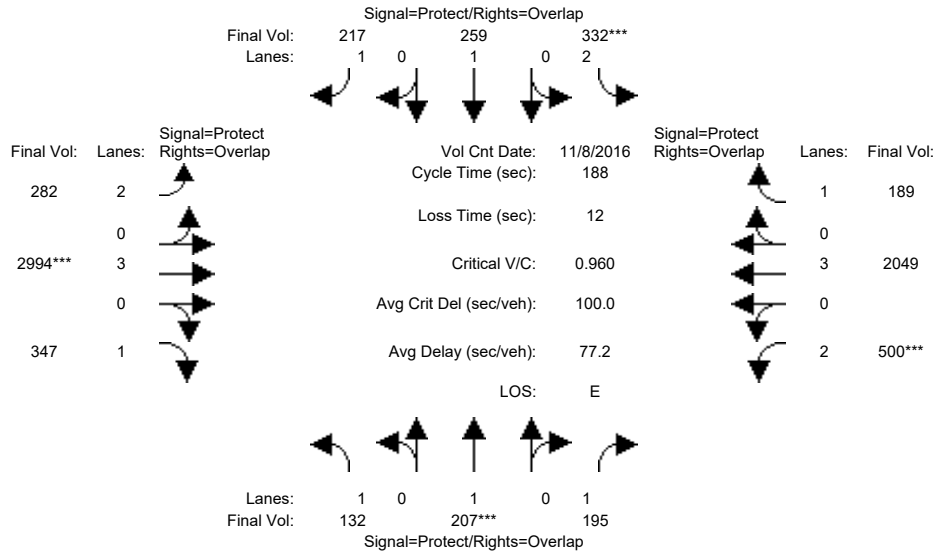 Signal=Protect/Rights=Overlap
Final Vol: 217 259 332***
Lanes: 1 0 1 0 2
Signal=Protect
Final Vol: Lanes: Rights=Overlap
Vol Cnt Date: 11/8/2016
Signal=Protect
Rights=Overlap Lanes: Final Vol:
Cycle Time (sec): 188
282 2
1 189
Loss Time (sec): 12
0
0
2994*** 3
Critical V/C: 0.960
3 2049
0
Avg Crit Del (sec/veh): 100.0
0
347 1
Avg Delay (sec/veh): 77.2
2 500***
LOS: E
Lanes: 1 0 1 0 1
Final Vol: 132 207*** 195
Signal=Protect/Rights=Overlap